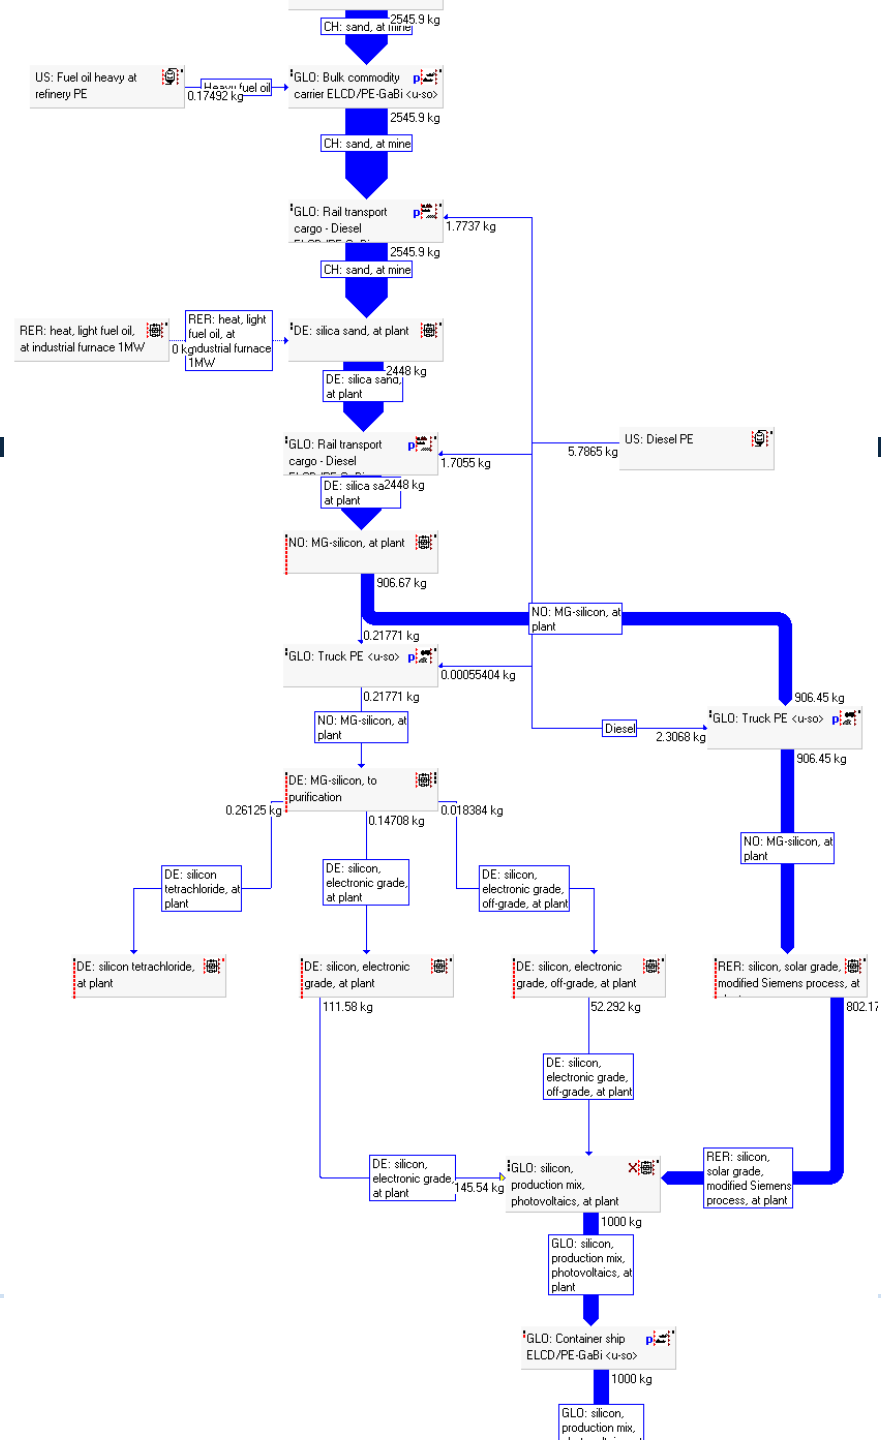 2545.9 kg
CH: sand, at mine
US: Fuel oil heavy at
refinery PE
Heavy fuel oil
0.17492 kg
GLO: Bulk commodity
carrier ELCD/PE-GaBi <u-so>
p
2545.9 kg
CH: sand, at mine
GLO: Rail transport
cargo - Diesel
p
1.7737 kg
2545.9 kg
CH: sand, at mine
RER: heat, light fuel oil,
at industrial furnace 1MW
0 kg
RER: heat, light
fuel oil, at
industrial furnace
1MW
DE: silica sand, at plant
2448 kg
DE: silica sand,
at plant
GLO: Rail transport
cargo - Diesel
p
1.7055 kg
US: Diesel PE
5.7865 kg
2448 kg
DE: silica sa
at plant
NO: MG-silicon, at plant
906.67 kg
NO: MG-silicon, at
plant
0.21771 kg
GLO: Truck PE <u-so>
p
0.00055404 kg
906.45 kg
0.21771 kg
GLO: Truck PE <u-so>
p
Diesel
2.3068 kg
NO: MG-silicon, at
plant
906.45 kg
DE: MG-silicon, to
purification
0.26125 kg
0.14708 kg
0.018384 kg
NO: MG-silicon, at
plant
DE: silicon
tetrachloride, at
plant
DE: silicon,
electronic grade,
at plant
DE: silicon,
electronic grade,
off-grade, at plant
DE: silicon tetrachloride,
at plant
DE: silicon, electronic
grade, at plant
DE: silicon, electronic
grade, off-grade, at plant
RER: silicon, solar grade,
modified Siemens process, at
111.58 kg
52.292 kg
802.17
DE: silicon,
electronic grade,
off-grade, at plant
DE: silicon,
electronic grade,
at plant
145.54 kg
GLO: silicon,
production mix,
photovoltaics, at plant
RER: silicon,
solar grade,
modified Siemens
process, at plant
1000 kg
GLO: silicon,
production mix,
photovoltaics, at
plant
GLO: Container ship
ELCD/PE-GaBi <u-so>
p
1000 kg
GLO: silicon,
production mix,